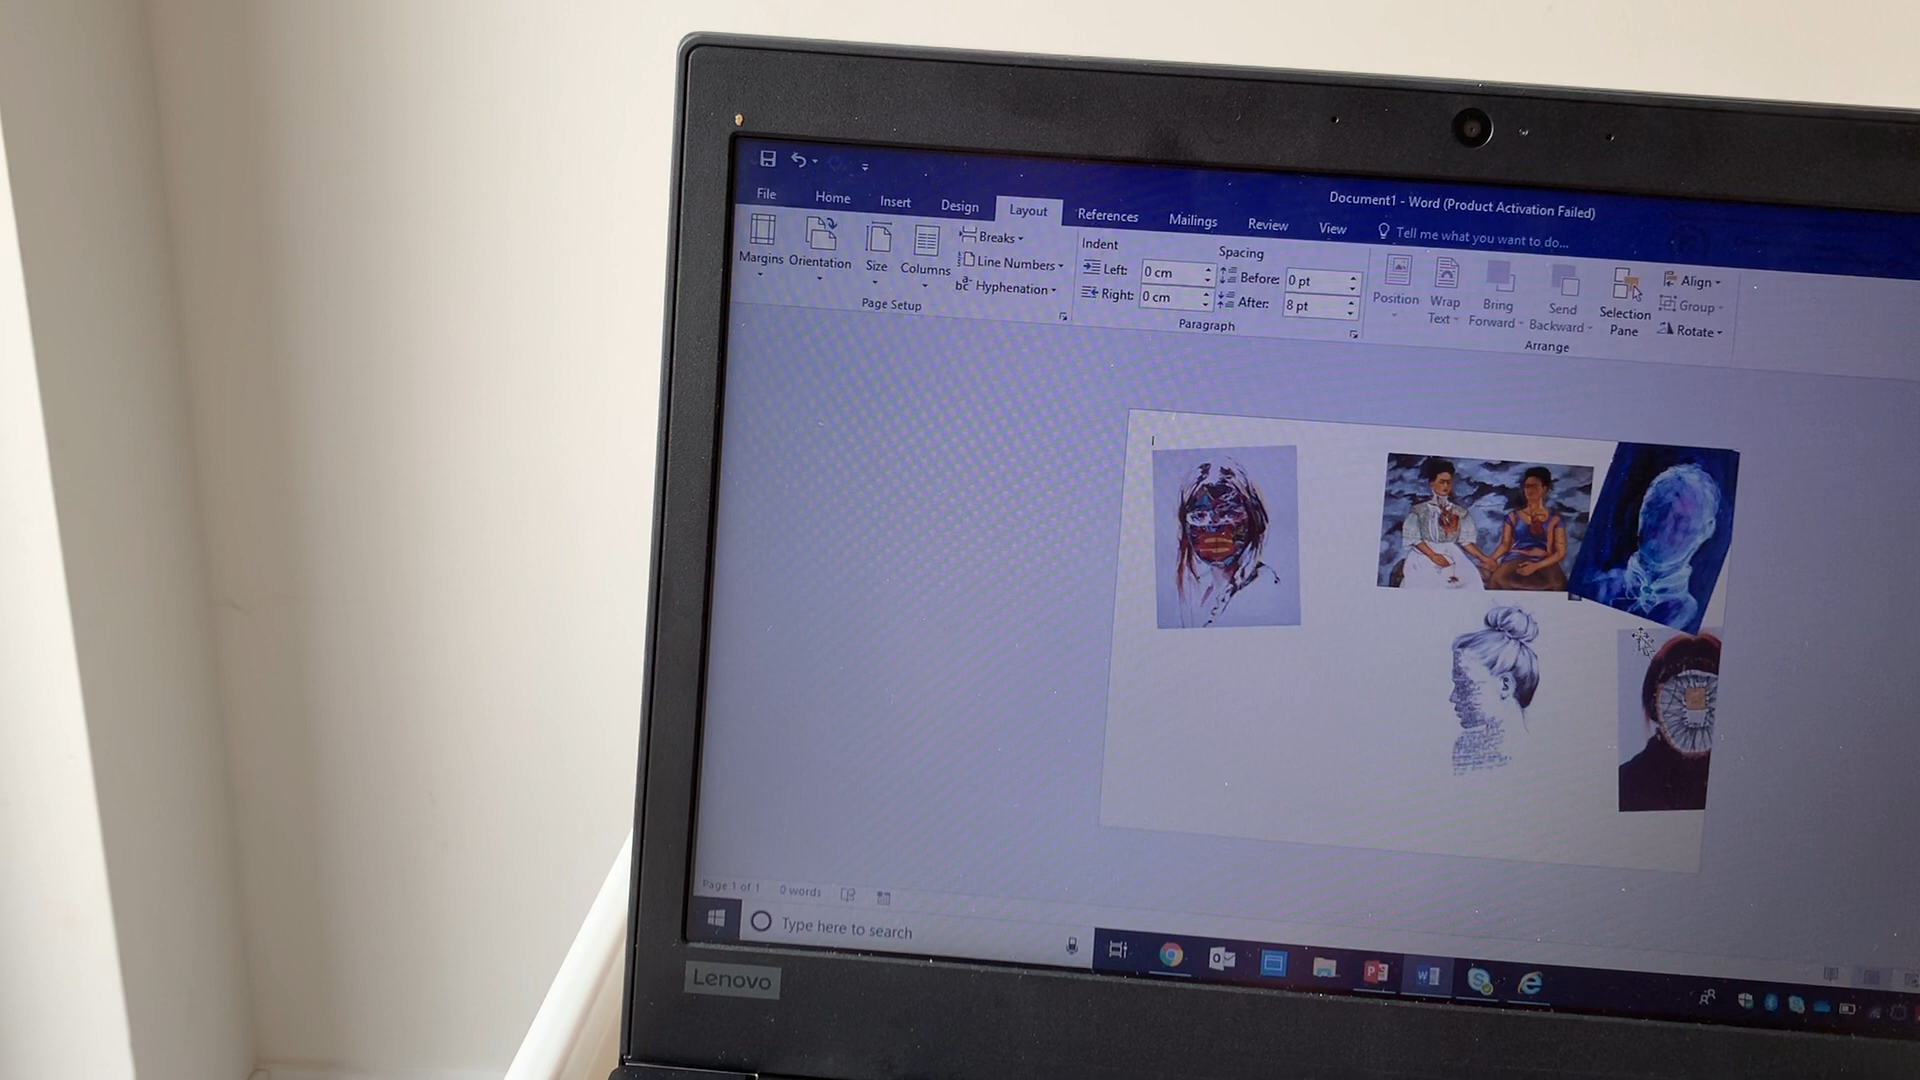 Document1 - Word (Product Activation Failed)
File Home Insert Design Layout References Mailings Review View Tell me what you want to do...
Margins
Orientation
Size
Columns
Breaks
Line Numbers
Hyphenation
Page Setup
Indent
Left: 0 cm
Right: 0 cm
Spacing
Before: 0 pt
After: 8 pt
Paragraph
Position
Wrap
Text
Bring
Forward
Send
Backward
Selection
Pane
Align
Group
Rotate
Arrange
Page 1 of 1 0 words
Type here to search
Lenovo